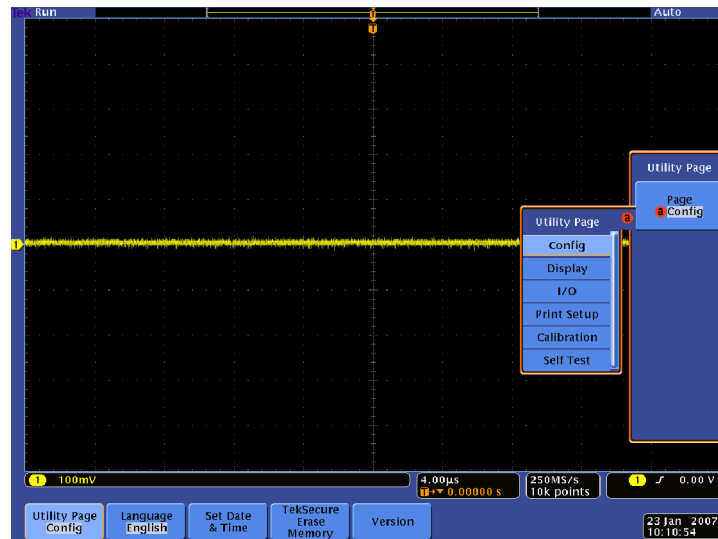 Tek Run
Auto
T
T
Utility Page
Page
a Config
a
Utility Page
Config
Display
I/O
Print Setup
Calibration
Self Test
1
1 100mV
4.00µs
T→▼ 0.00000 s
250MS/s
10k points
1 0.00 V
Utility Page
Config
Language
English
Set Date
& Time
TekSecure
Erase
Memory
Version
23 Jan 2007
10:10:54